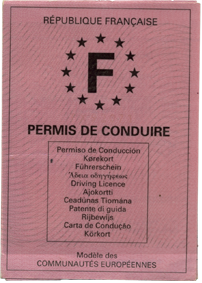 RÉPUBLIQUE FRANÇAISE
F
PERMIS DE CONDUIRE
Permiso de Conducción
Kørekort
Führerschein
Άδεια οδηγήσεως
Driving Licence
Ajokortti
Ceadúnas Tiomána
Patente di guida
Rijbewijs
Carta de Condução
Körkort
Modèle des
COMMUNAUTÉS EUROPÉENNES